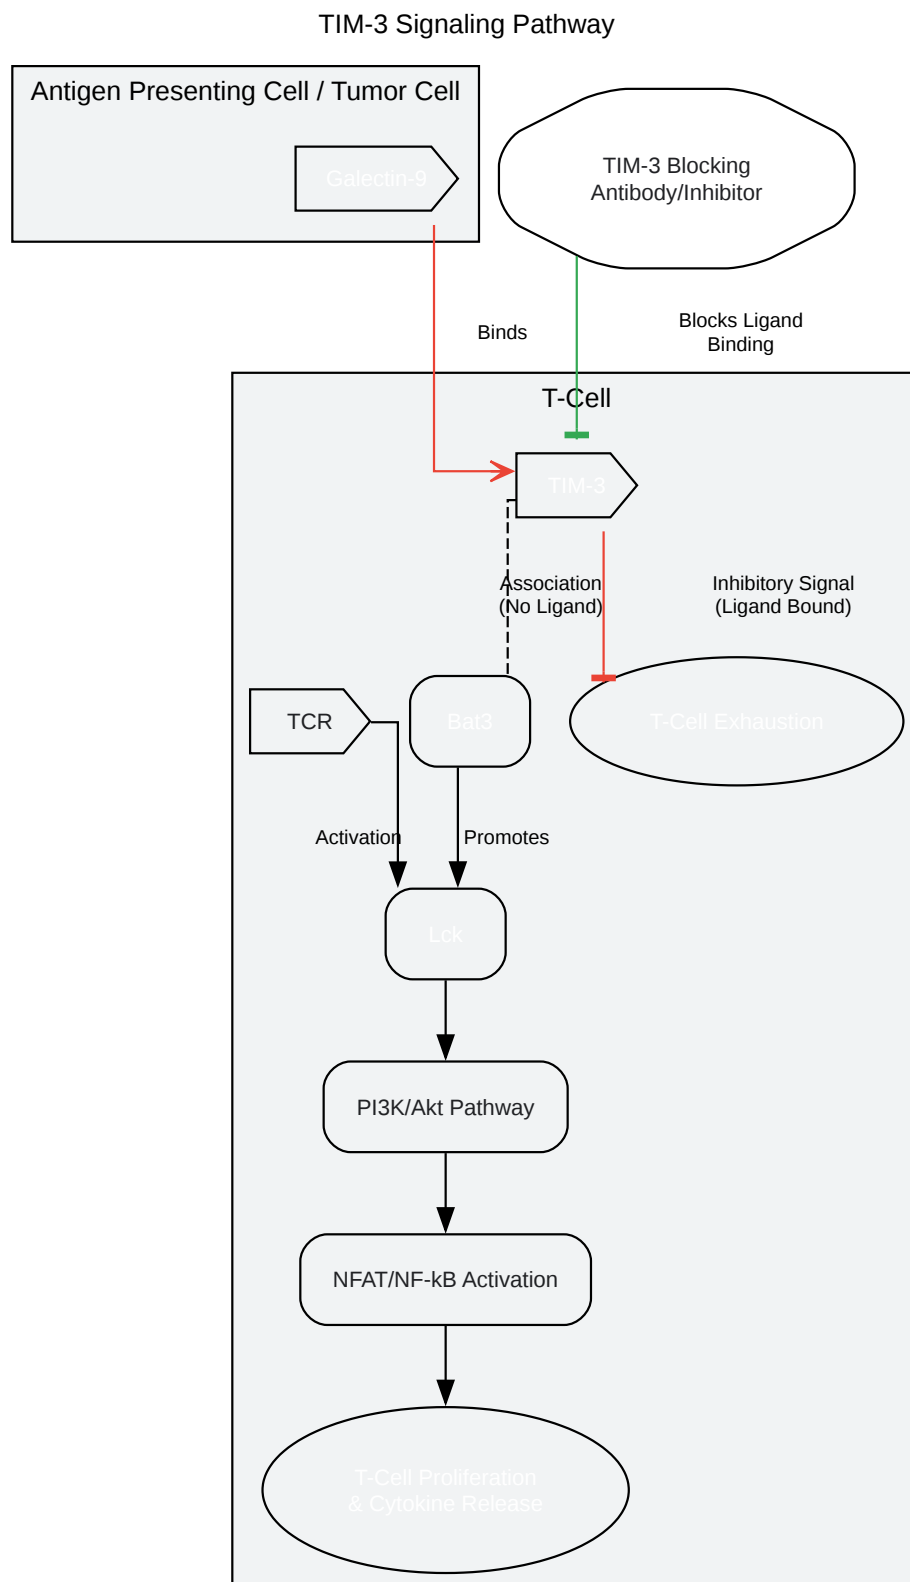 TIM-3 Signaling Pathway
Antigen Presenting Cell / Tumor Cell
Galectin-9
TIM-3 Blocking
Antibody/Inhibitor
Binds
Blocks Ligand
Binding
T-Cell
TIM-3
Association
(No Ligand)
Inhibitory Signal
(Ligand Bound)
TCR
Bat3
T-Cell Exhaustion
Activation
Promotes
Lck
PI3K/Akt Pathway
NFAT/NF-kB Activation
T-Cell Proliferation
& Cytokine Release